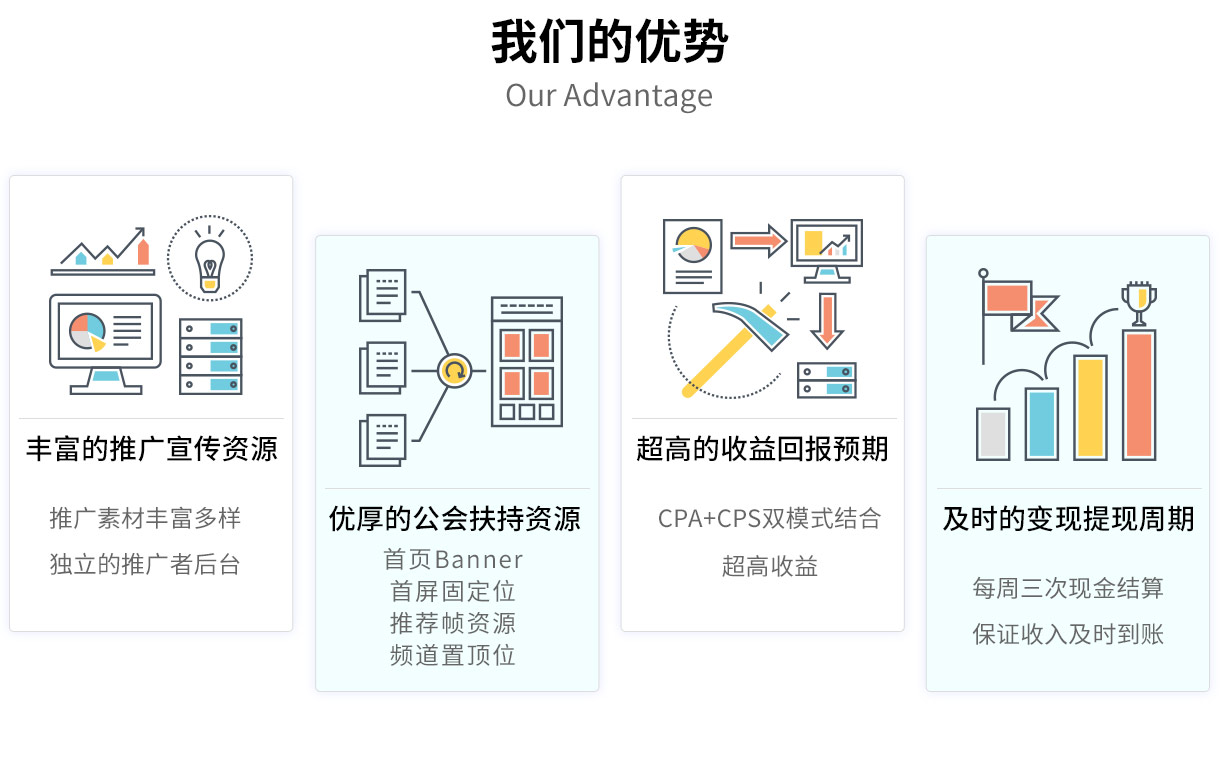 我们的优势
Our Advantage
丰富的推广宣传资源
推广素材丰富多样
独立的推广者后台
优厚的公会扶持资源
首页Banner
首屏固定位
推荐帧资源
频道置顶位
超高的收益回报预期
CPA+CPS双模式结合
超高收益
及时的变现提现周期
每周三次现金结算
保证收入及时到账